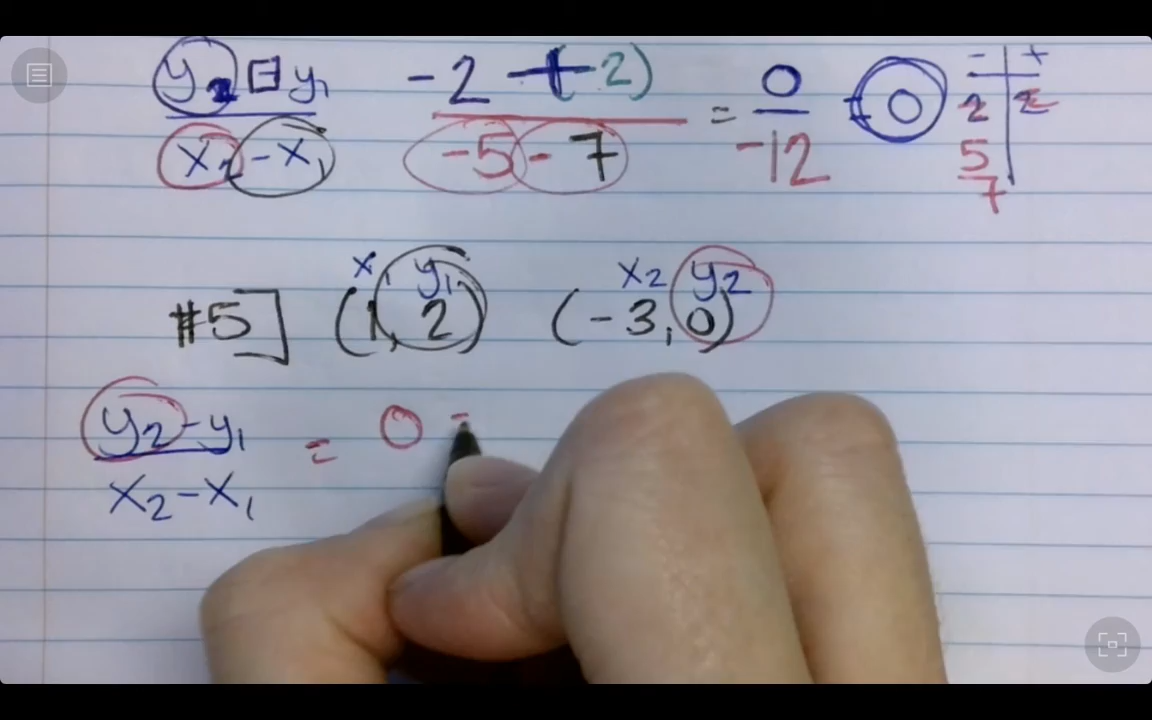 y₂ - y₁ -2 + (-2) = 0 = 0 - +
x₂ - x₁ -5 - 7 -12 2 2
5
7
x₁ y₁ x₂ y₂
#5] (1, 2) (-3, 0)
y₂ - y₁ = 0 -
x₂ - x₁